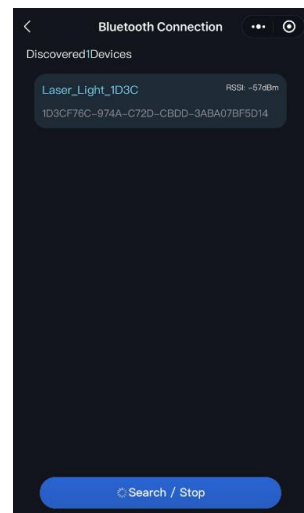 Bluetooth Connection
Discovered1Devices
Laser_Light_1D3C
RSSI: -57dBm
1D3CF76C-974A-C72D-CBDD-3ABA07BF5D14
Search / Stop